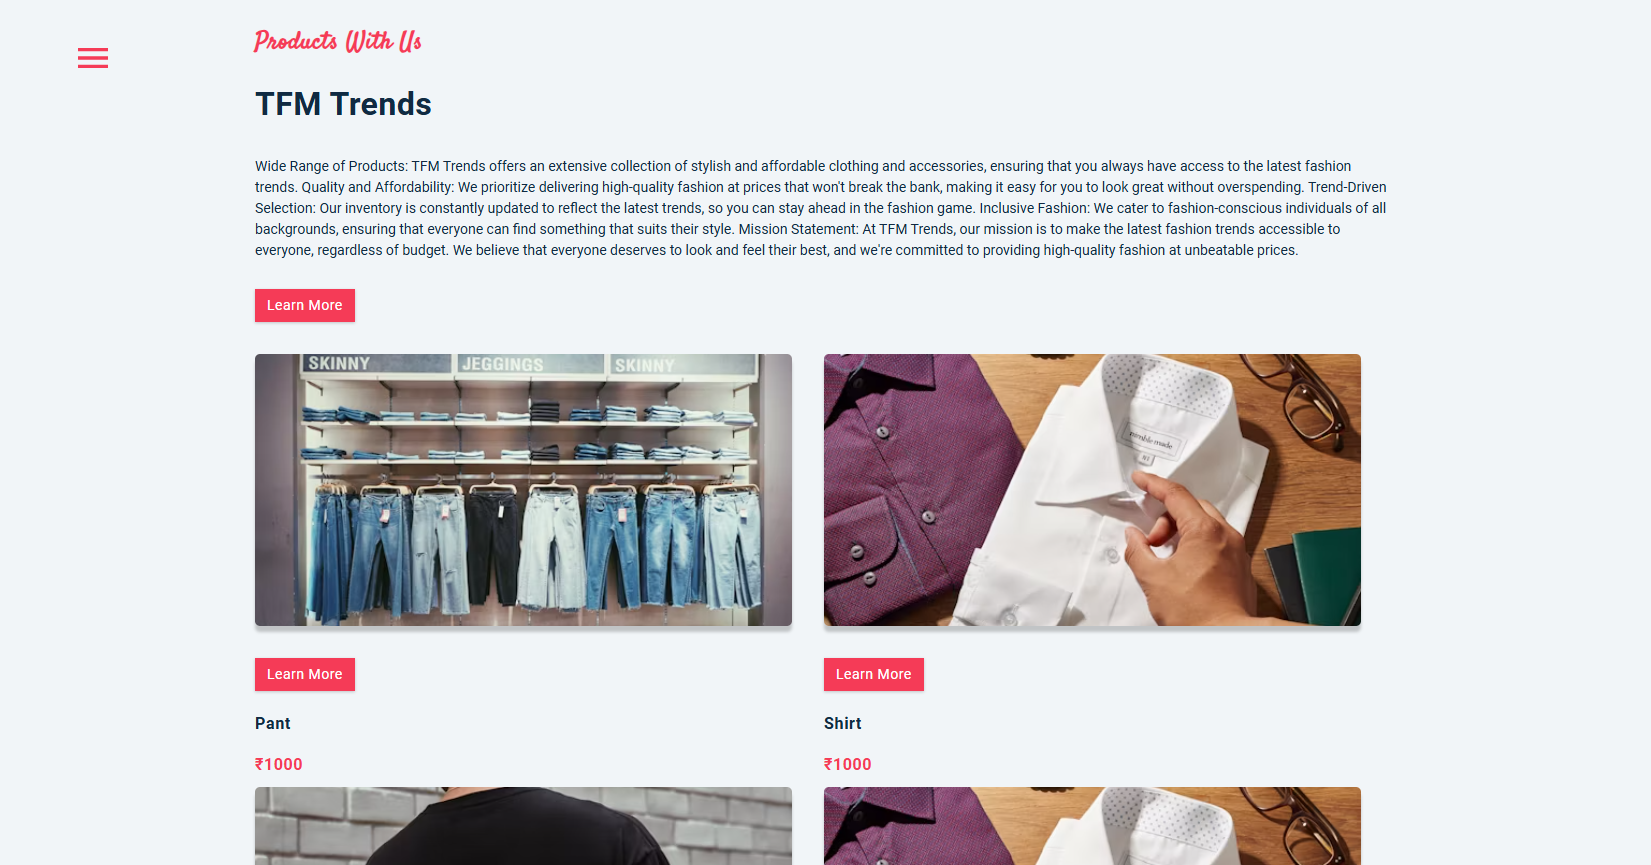 Products With Us
TFM Trends
Wide Range of Products: TFM Trends offers an extensive collection of stylish and affordable clothing and accessories, ensuring that you always have access to the latest fashion
trends. Quality and Affordability: We prioritize delivering high-quality fashion at prices that won't break the bank, making it easy for you to look great without overspending. Trend-Driven
Selection: Our inventory is constantly updated to reflect the latest trends, so you can stay ahead in the fashion game. Inclusive Fashion: We cater to fashion-conscious individuals of all
backgrounds, ensuring that everyone can find something that suits their style. Mission Statement: At TFM Trends, our mission is to make the latest fashion trends accessible to
everyone, regardless of budget. We believe that everyone deserves to look and feel their best, and we're committed to providing high-quality fashion at unbeatable prices.
Learn More
SKINNY JEGGINGS SKINNY
nimble made
Learn More Learn More
Pant Shirt
₹1000 ₹1000